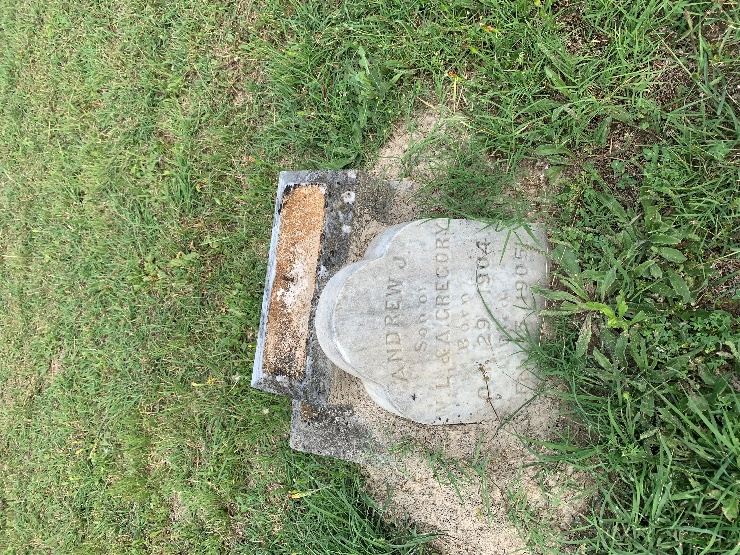 ANDREW J.
Son of
& A. GREGORY
Born
29, 1904
1905